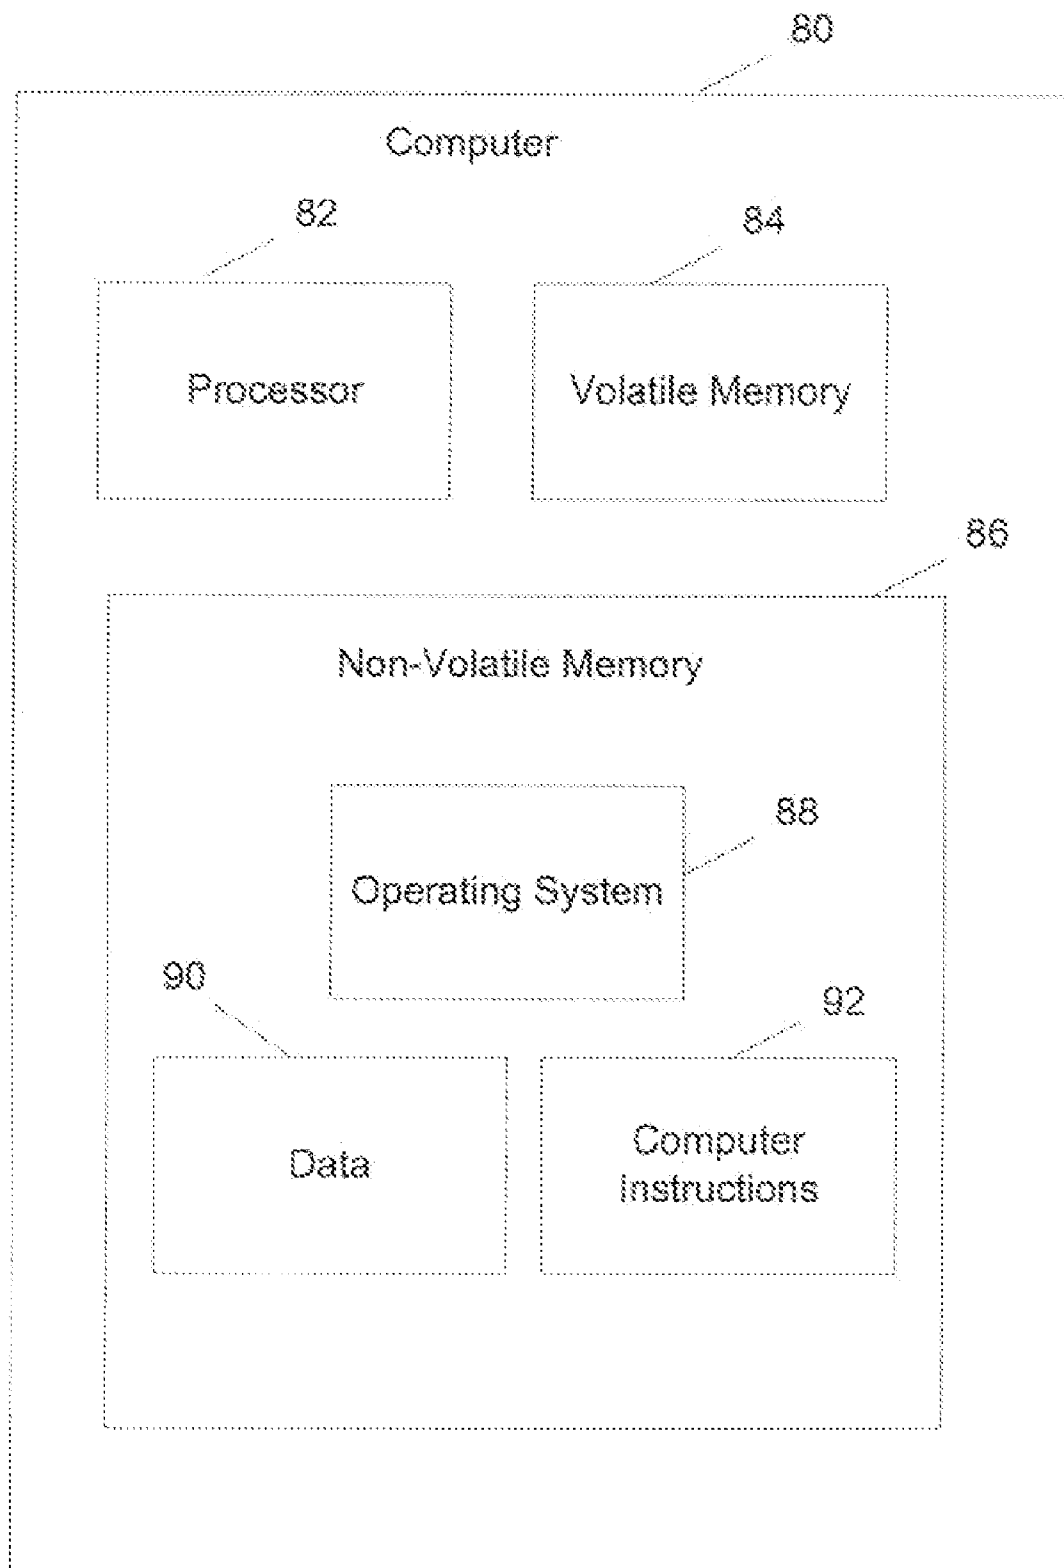 80
Computer
82
84
Processor
Volatile Memory
86
Non-Volatile Memory
88
Operating System
90
92
Data
Computer
Instructions